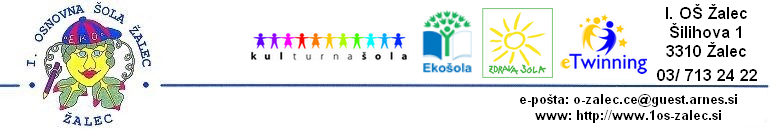 I. OSNOVNA ŠOLA ŽALEC
EKOS
ŽALEC
kulturnašola
Ekošola
ZDRAVA ŠOLA
eTwinning
I. OŠ Žalec
Šilihova 1
3310 Žalec
03/ 713 24 22
e-pošta: o-zalec.ce@guest.arnes.si
www: http://www.1os-zalec.si